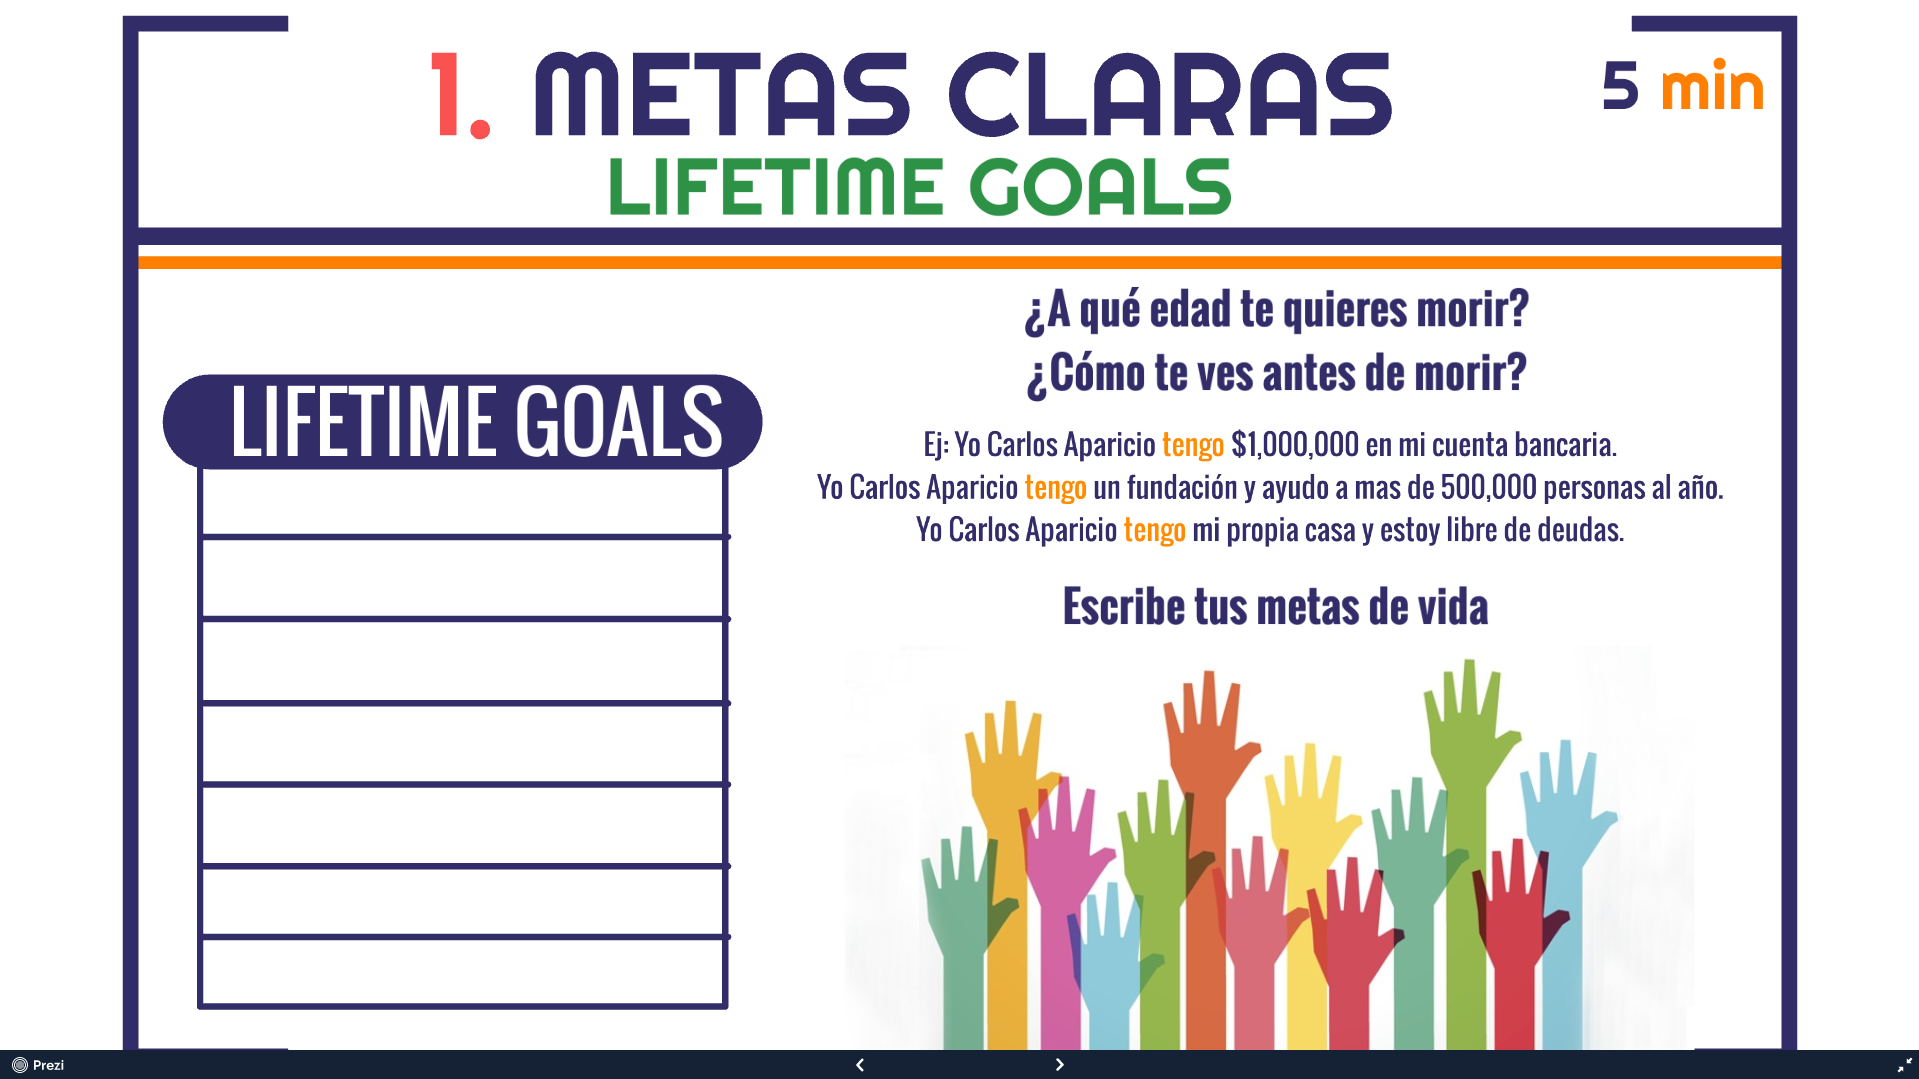 1. METAS CLARAS
5 min
LIFETIME GOALS
LIFETIME GOALS
¿A qué edad te quieres morir?
¿Cómo te ves antes de morir?
Ej: Yo Carlos Aparicio tengo $1,000,000 en mi cuenta bancaria.
Yo Carlos Aparicio tengo un fundación y ayudo a mas de 500,000 personas al año.
Yo Carlos Aparicio tengo mi propia casa y estoy libre de deudas.
Escribe tus metas de vida
Prezi